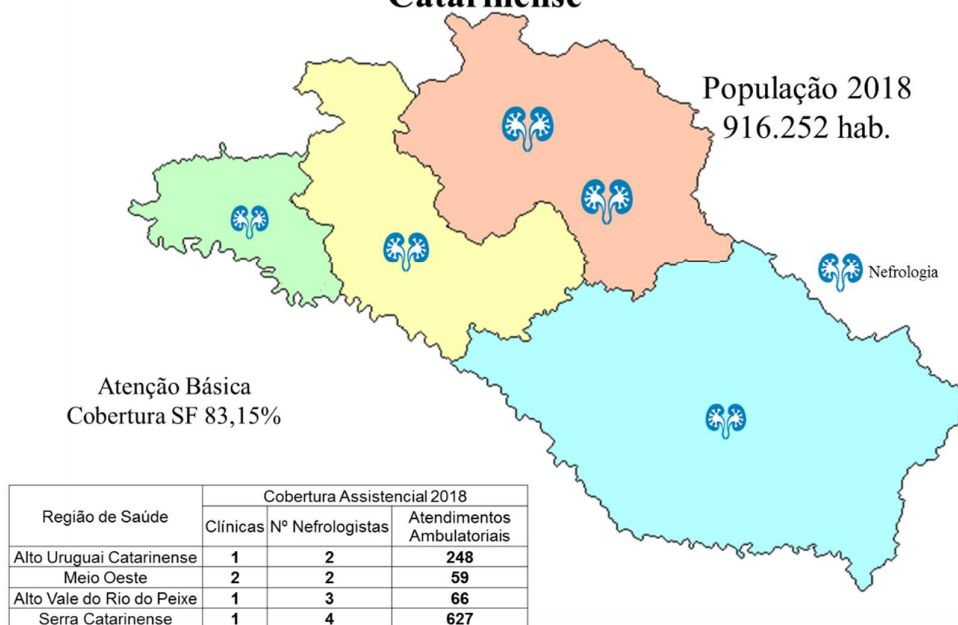 Catarinense
População 2018
916.252 hab.
Nefrologia
Atenção Básica
Cobertura SF 83,15%
Região de Saúde
Cobertura Assistencial 2018
Clínicas Nº Nefrologistas Atendimentos Ambulatoriais
Alto Uruguai Catarinense 1 2 248
Meio Oeste 2 2 59
Alto Vale do Rio do Peixe 1 3 66
Serra Catarinense 1 4 627